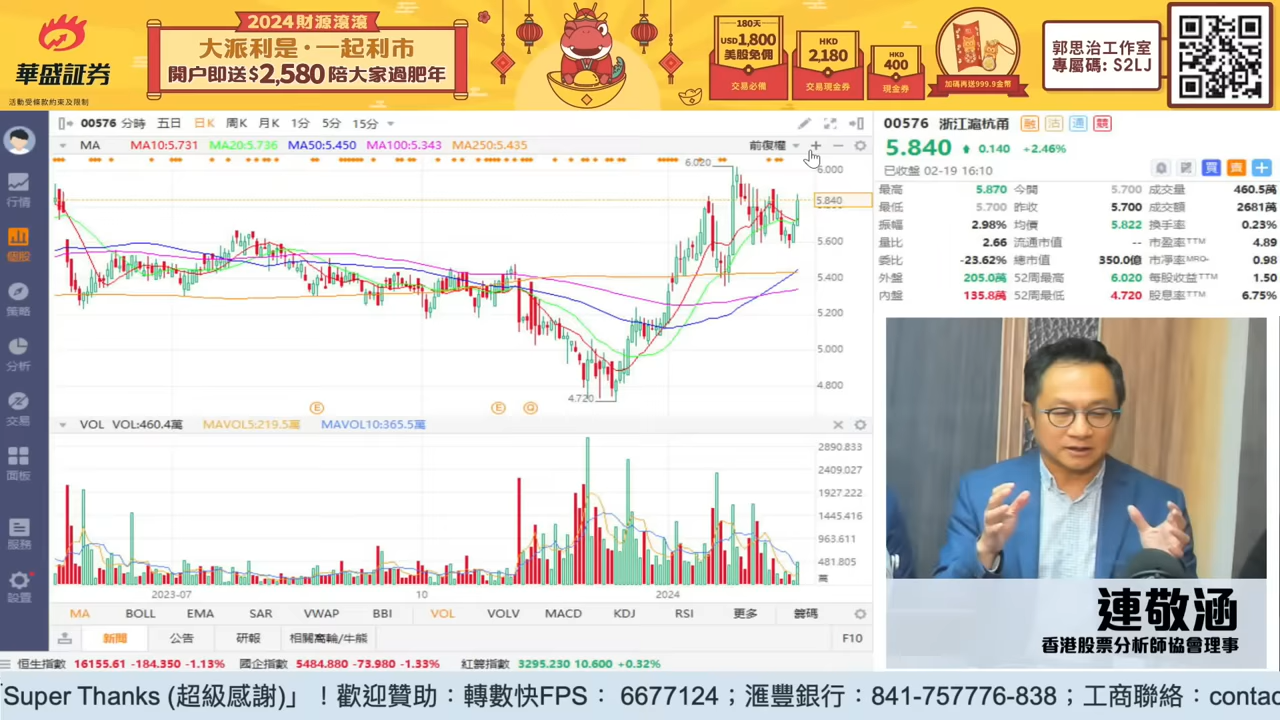 華盛証券
活動受條款約束及限制
2024財源滾滾
大派利是·一起利市
開户即送$2,580陪大家過肥年
180天
USD1,800
美股免佣
交易必備
HKD
2,180
交易現金券
HKD
400
現金券
加碼再送999.9金幣
郭思治工作室
專屬碼: S2LJ
00576 分時 五日 日K 周K 月K 1分 5分 15分
MA MA10:5.731 MA20:5.736 MA50:5.450 MA100:5.343 MA250:5.435 前復權
6.020
6.000
5.840
5.600
5.400
5.200
5.000
4.800
4.720
E E Q
VOL VOL:460.4萬 MAVOL5:219.5萬 MAVOL10:365.5萬
2890.833
2409.027
1927.222
1445.416
963.611
481.805
萬
2023-07 10 2024
MA BOLL EMA SAR VWAP BBI VOL VOLV MACD KDJ RSI 更多 籌碼
新聞 公告 研報 相關窩輪/牛熊 F10
行情
個股
策略
分析
交易
面板
服務
設置
00576 浙江滬杭甬 融 沽 通 競
5.840 0.140 +2.46%
已收盤 02-19 16:10
買 賣
最高 5.870 今開 5.700 成交量 460.5萬
最低 5.700 昨收 5.700 成交額 2681萬
振幅 2.98% 均價 5.822 換手率 0.23%
量比 2.66 流通市值 -- 市盈率TTM 4.89
委比 -23.62% 總市值 350.0億 市淨率MRQ 0.98
外盤 205.0萬 52周最高 6.020 每股收益TTM 1.50
內盤 135.8萬 52周最低 4.720 股息率TTM 6.75%
連敬涵
香港股票分析師協會理事
恒生指數 16155.61 -184.350 -1.13% 國企指數 5484.880 -73.980 -1.33% 紅籌指數 3295.230 10.600 +0.32%
Super Thanks (超級感謝)」 ！歡迎贊助：轉數快FPS： 6677124；滙豐銀行：841-757776-838；工商聯絡：contac